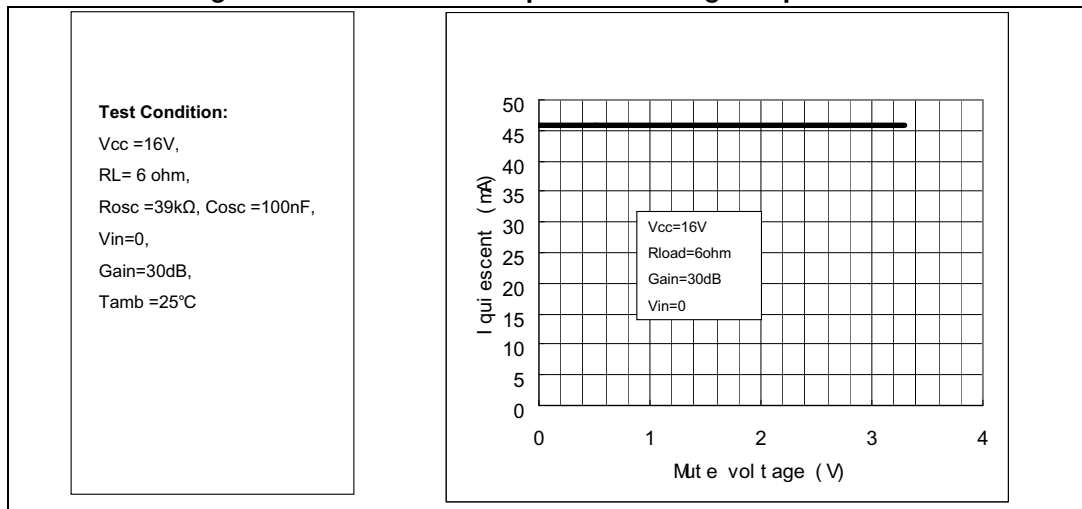 Test Condition:
Vcc =16V,
RL= 6 ohm,
Rosc =39kΩ, Cosc =100nF,
Vin=0,
Gain=30dB,
Tamb =25°C
50
45
40
35
30
25
20
15
10
5
0
Iquiescent (mA)
Vcc=16V
Rload=6ohm
Gain=30dB
Vin=0
0 1 2 3 4
Mute voltage (V)